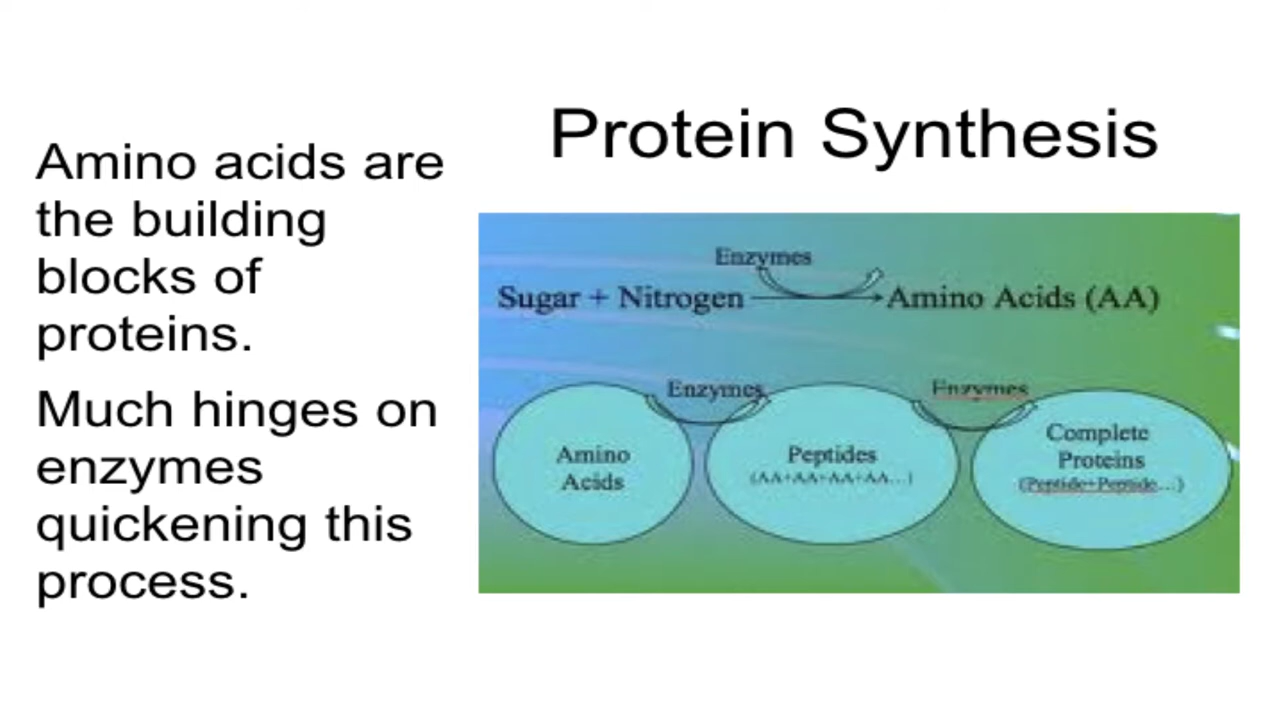 Protein Synthesis
Amino acids are
the building
blocks of
proteins.
Much hinges on
enzymes
quickening this
process.
Enzymes
Sugar + Nitrogen Amino Acids (AA)
Enzymes Enzymes
Amino
Acids
Peptides
(AA+AA+AA+AA...)
Complete
Proteins
(Peptide+Peptide...)